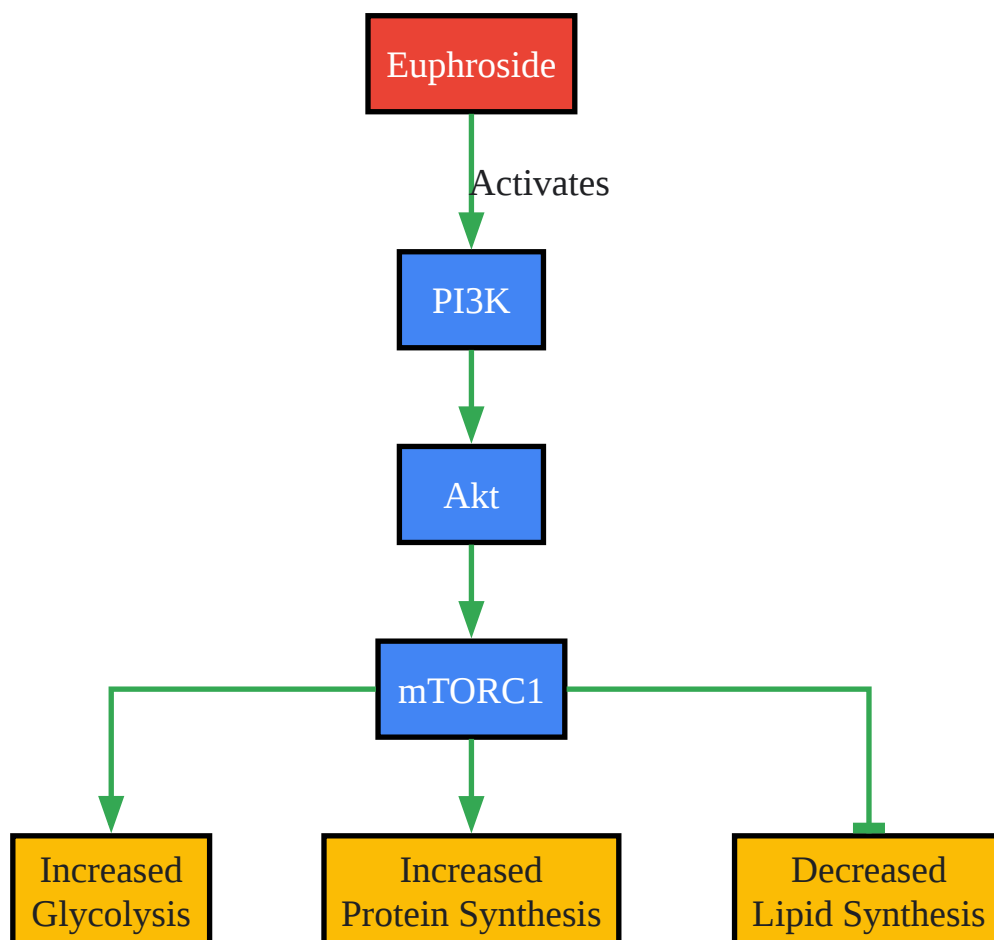 Euphroside
Activates
PI3K
Akt
mTORC1
Increased
Glycolysis
Increased
Protein Synthesis
Decreased
Lipid Synthesis